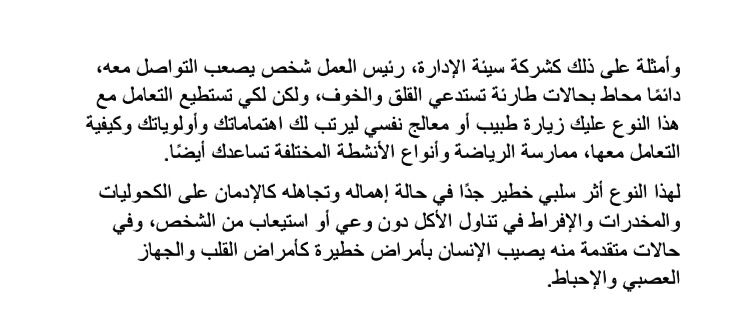 وأمثلة على ذلك كشركة سيئة الإدارة، رئيس العمل شخص يصعب التواصل معه،
دائمًا محاط بحالات طارئة تستدعي القلق والخوف، ولكن لكي تستطيع التعامل مع
هذا النوع عليك زيارة طبيب أو معالج نفسي ليرتب لك اهتماماتك وأولوياتك وكيفية
التعامل معها، ممارسة الرياضة وأنواع الأنشطة المختلفة تساعدك أيضًا.
لهذا النوع أثر سلبي خطير جدًا في حالة إهماله وتجاهله كالإدمان على الكحوليات
والمخدرات والإفراط في تناول الأكل دون وعي أو استيعاب من الشخص، وفي
حالات متقدمة منه يصيب الإنسان بأمراض خطيرة كأمراض القلب والجهاز
العصبي والإحباط.